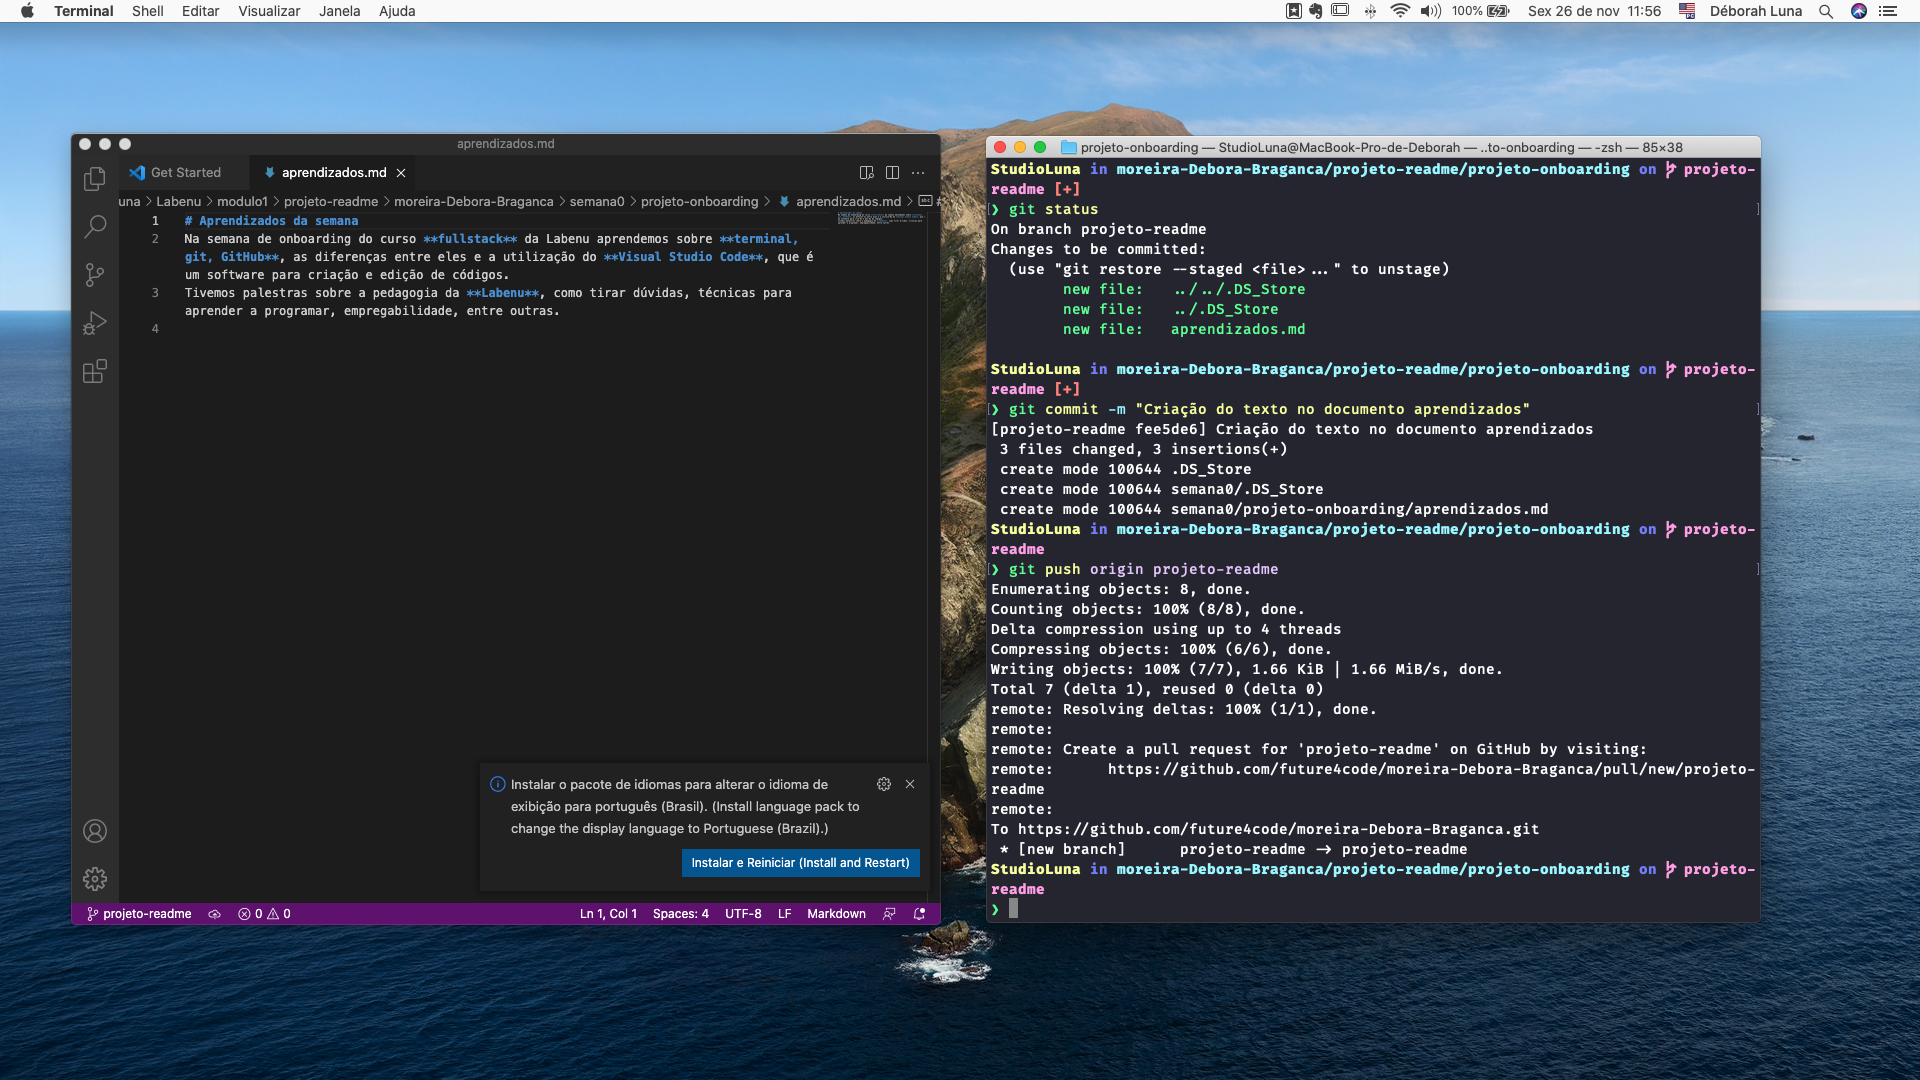 Terminal Shell Editar Visualizar Janela Ajuda 100% Sex 26 de nov 11:56 Déborah Luna
aprendizados.md
Get Started aprendizados.md
una > Labenu > modulo1 > projeto-readme > moreira-Debora-Braganca > semana0 > projeto-onboarding > aprendizados.md > #
1 # Aprendizados da semana
2 Na semana de onboarding do curso **fullstack** da Labenu aprendemos sobre **terminal,
git, GitHub**, as diferenças entre eles e a utilização do **Visual Studio Code**, que é
um software para criação e edição de códigos.
3 Tivemos palestras sobre a pedagogia da **Labenu**, como tirar dúvidas, técnicas para
aprender a programar, empregabilidade, entre outras.
4
Instalar o pacote de idiomas para alterar o idioma de
exibição para português (Brasil). (Install language pack to
change the display language to Portuguese (Brazil).)
Instalar e Reiniciar (Install and Restart)
projeto-readme 0 0 Ln 1, Col 1 Spaces: 4 UTF-8 LF Markdown
projeto-onboarding — StudioLuna@MacBook-Pro-de-Deborah — ..to-onboarding — -zsh — 85×38
StudioLuna in moreira-Debora-Braganca/projeto-readme/projeto-onboarding on projeto-
readme [+]
❯ git status
On branch projeto-readme
Changes to be committed:
(use "git restore --staged <file>..." to unstage)
new file: ../../.DS_Store
new file: ../.DS_Store
new file: aprendizados.md
StudioLuna in moreira-Debora-Braganca/projeto-readme/projeto-onboarding on projeto-
readme [+]
❯ git commit -m "Criação do texto no documento aprendizados"
[projeto-readme fee5de6] Criação do texto no documento aprendizados
3 files changed, 3 insertions(+)
create mode 100644 .DS_Store
create mode 100644 semana0/.DS_Store
create mode 100644 semana0/projeto-onboarding/aprendizados.md
StudioLuna in moreira-Debora-Braganca/projeto-readme/projeto-onboarding on projeto-
readme
❯ git push origin projeto-readme
Enumerating objects: 8, done.
Counting objects: 100% (8/8), done.
Delta compression using up to 4 threads
Compressing objects: 100% (6/6), done.
Writing objects: 100% (7/7), 1.66 KiB | 1.66 MiB/s, done.
Total 7 (delta 1), reused 0 (delta 0)
remote: Resolving deltas: 100% (1/1), done.
remote:
remote: Create a pull request for 'projeto-readme' on GitHub by visiting:
remote: https://github.com/future4code/moreira-Debora-Braganca/pull/new/projeto-
readme
remote:
To https://github.com/future4code/moreira-Debora-Braganca.git
* [new branch] projeto-readme -> projeto-readme
StudioLuna in moreira-Debora-Braganca/projeto-readme/projeto-onboarding on projeto-
readme
❯